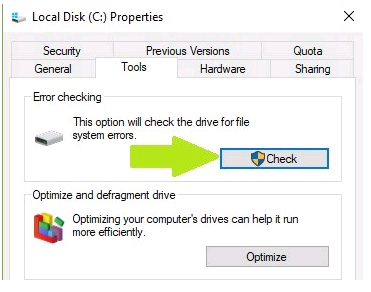 Local Disk (C:) Properties
Security Previous Versions Quota
General Tools Hardware Sharing
Error checking
This option will check the drive for file
system errors.
Check
Optimize and defragment drive
Optimizing your computer's drives can help it run
more efficiently.
Optimize